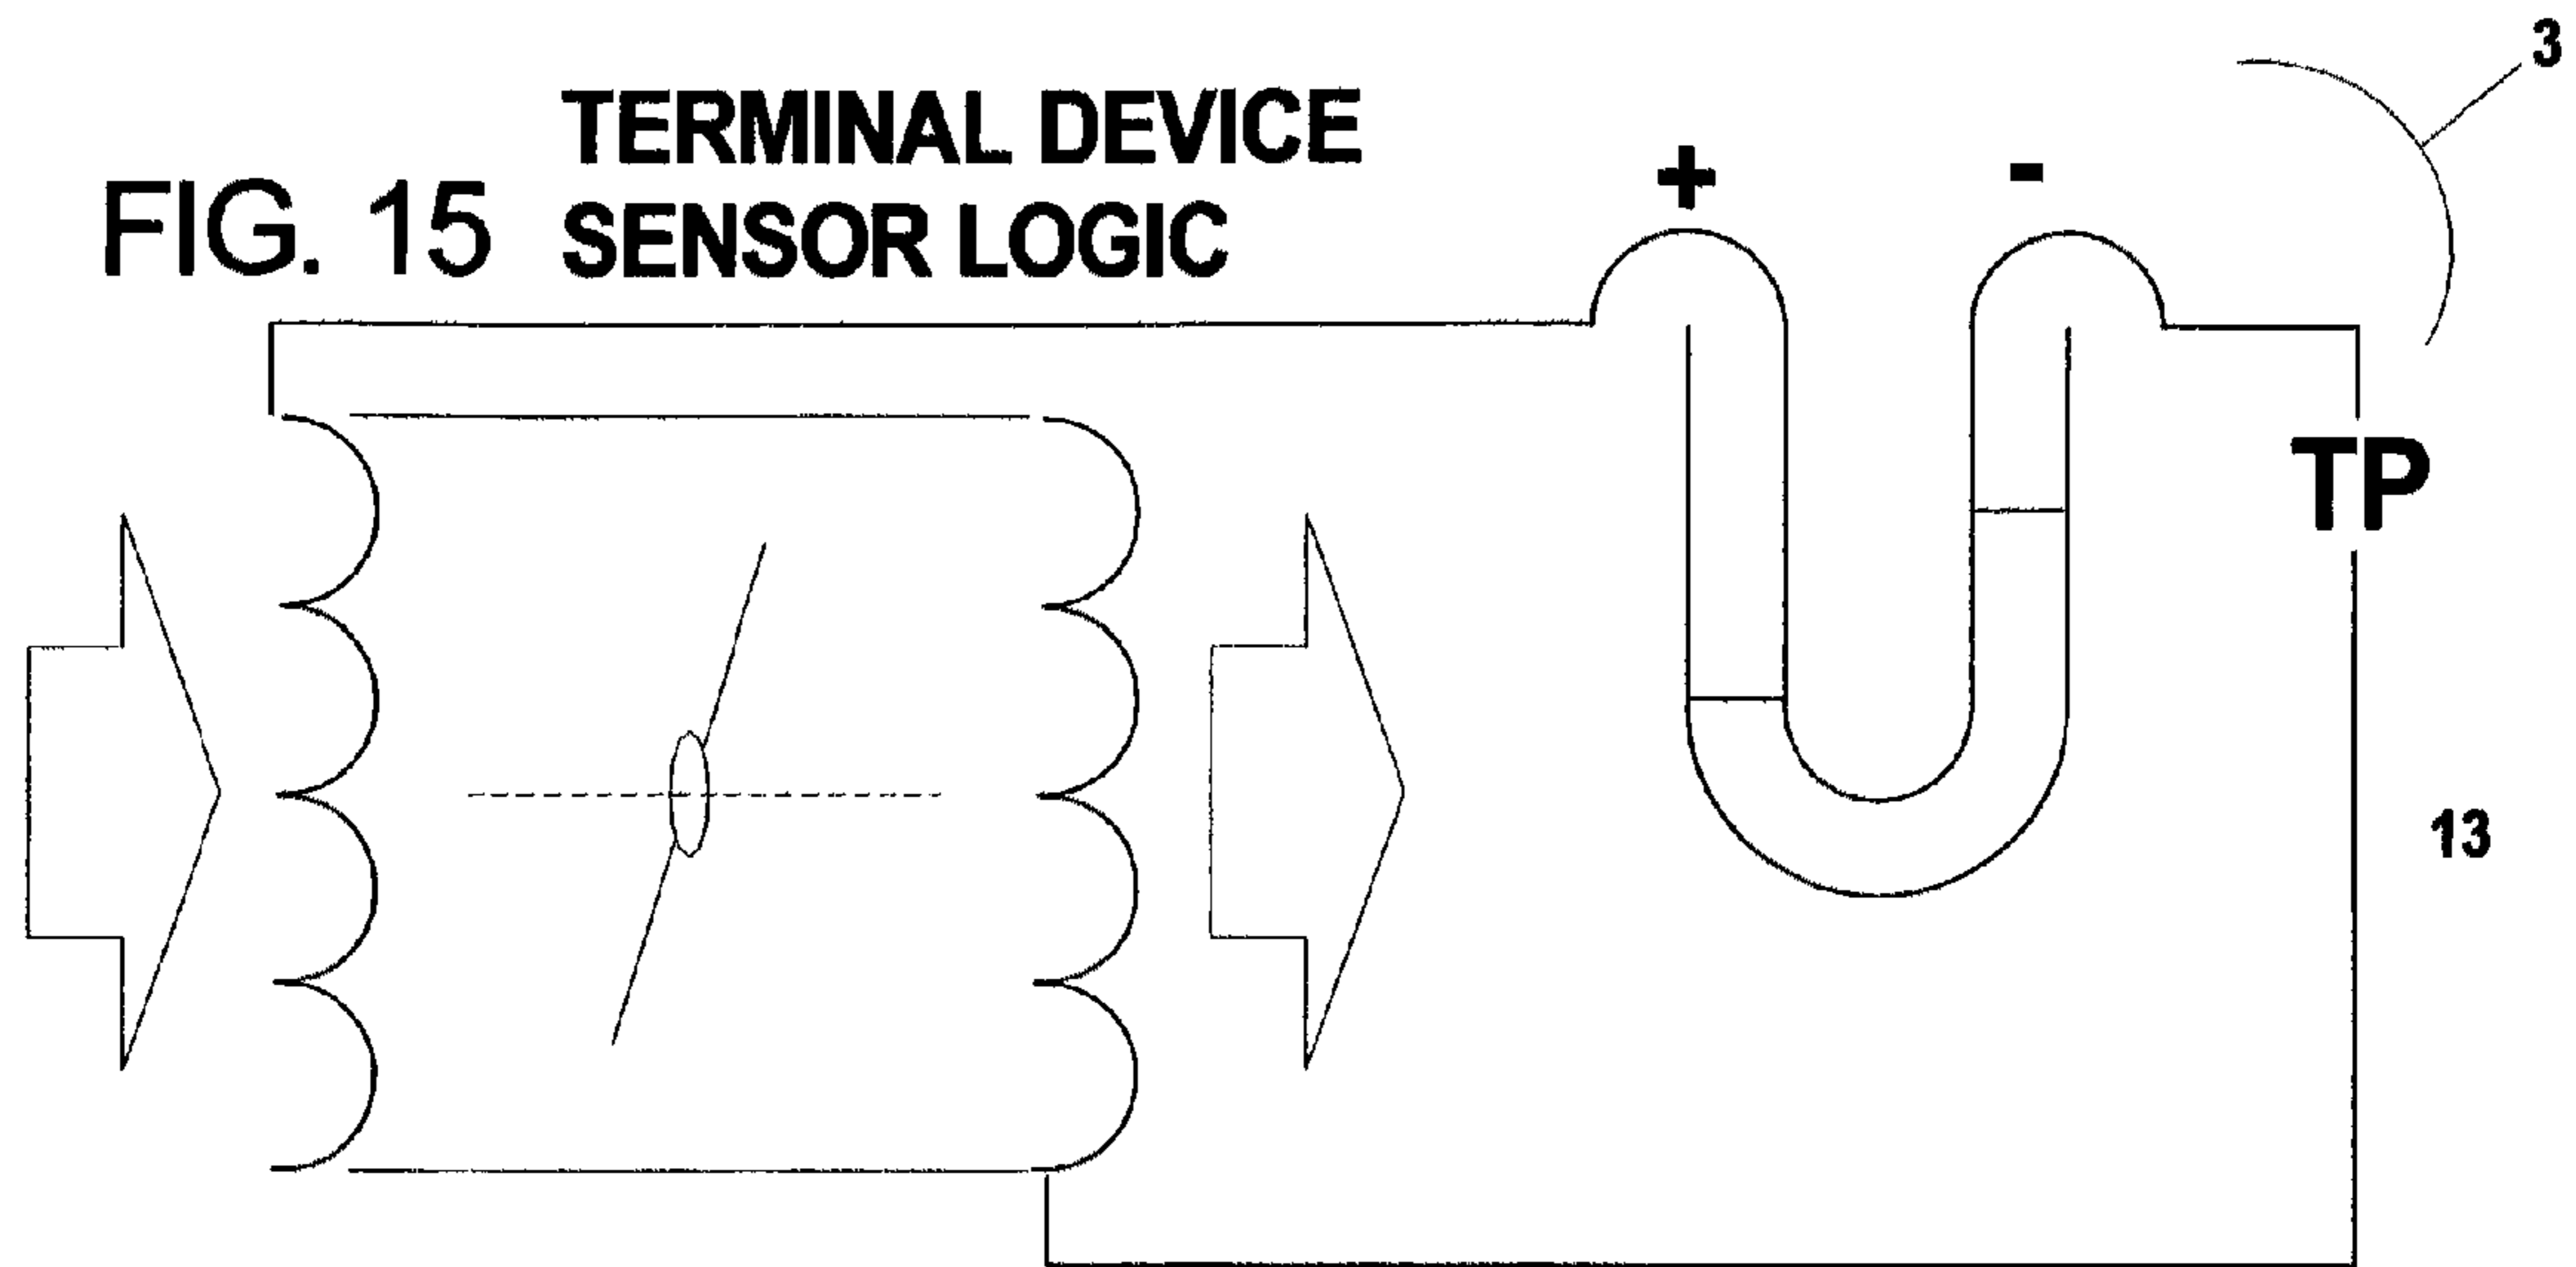 3
TERMINAL DEVICE
FIG. 15 SENSOR LOGIC
+ -
TP
13